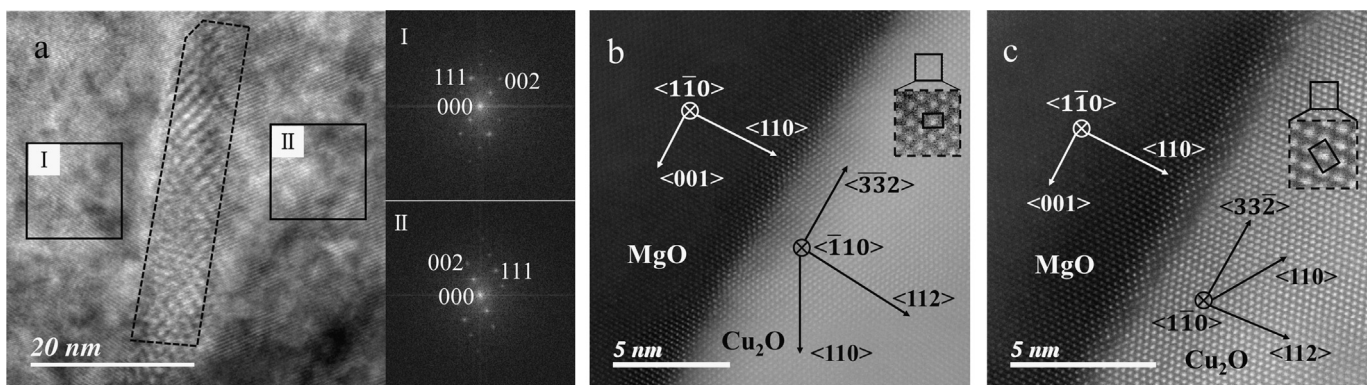 a
I
II
20 nm
I
111
002
000
II
002
111
000
b
<11̅0>
<110>
<001>
<3̅3̅2>
MgO
<1̅10>
<112>
Cu₂O
<110>
5 nm
c
<11̅0>
<110>
<001>
<332̅>
MgO
<110>
<11̅0>
<112>
Cu₂O
5 nm